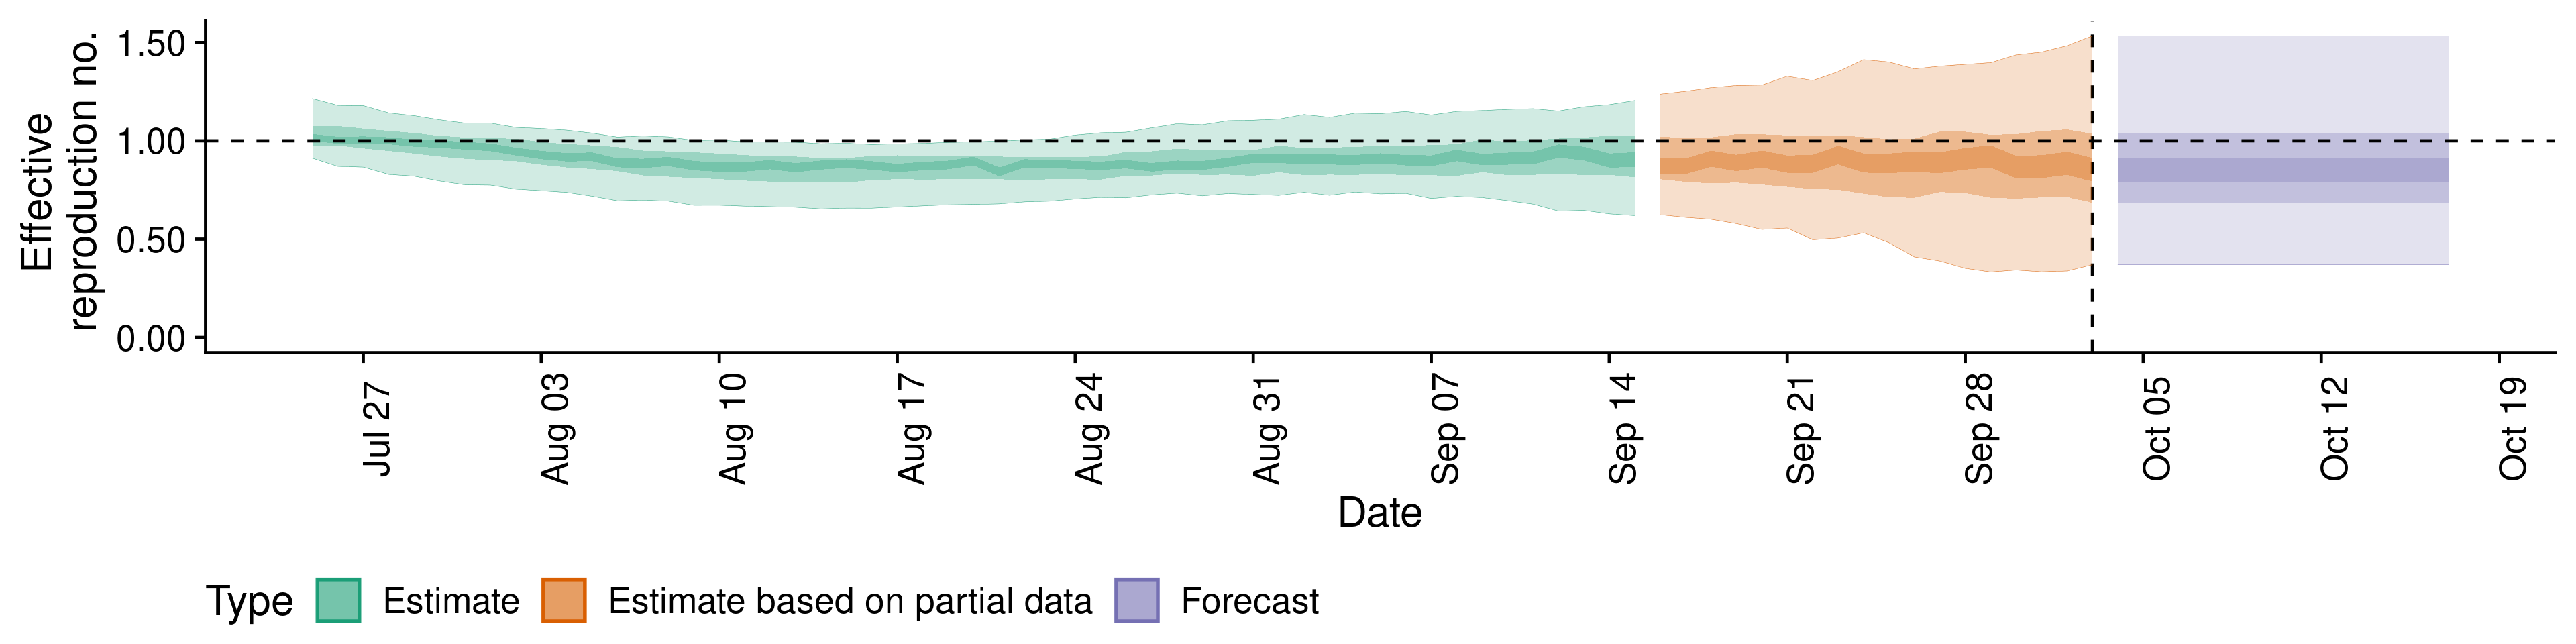 Effective
reproduction no.
1.50
1.00
0.50
0.00
Jul 27
Aug 03
Aug 10
Aug 17
Aug 24
Aug 31
Sep 07
Sep 14
Sep 21
Sep 28
Oct 05
Oct 12
Oct 19
Date
Type Estimate Estimate based on partial data Forecast